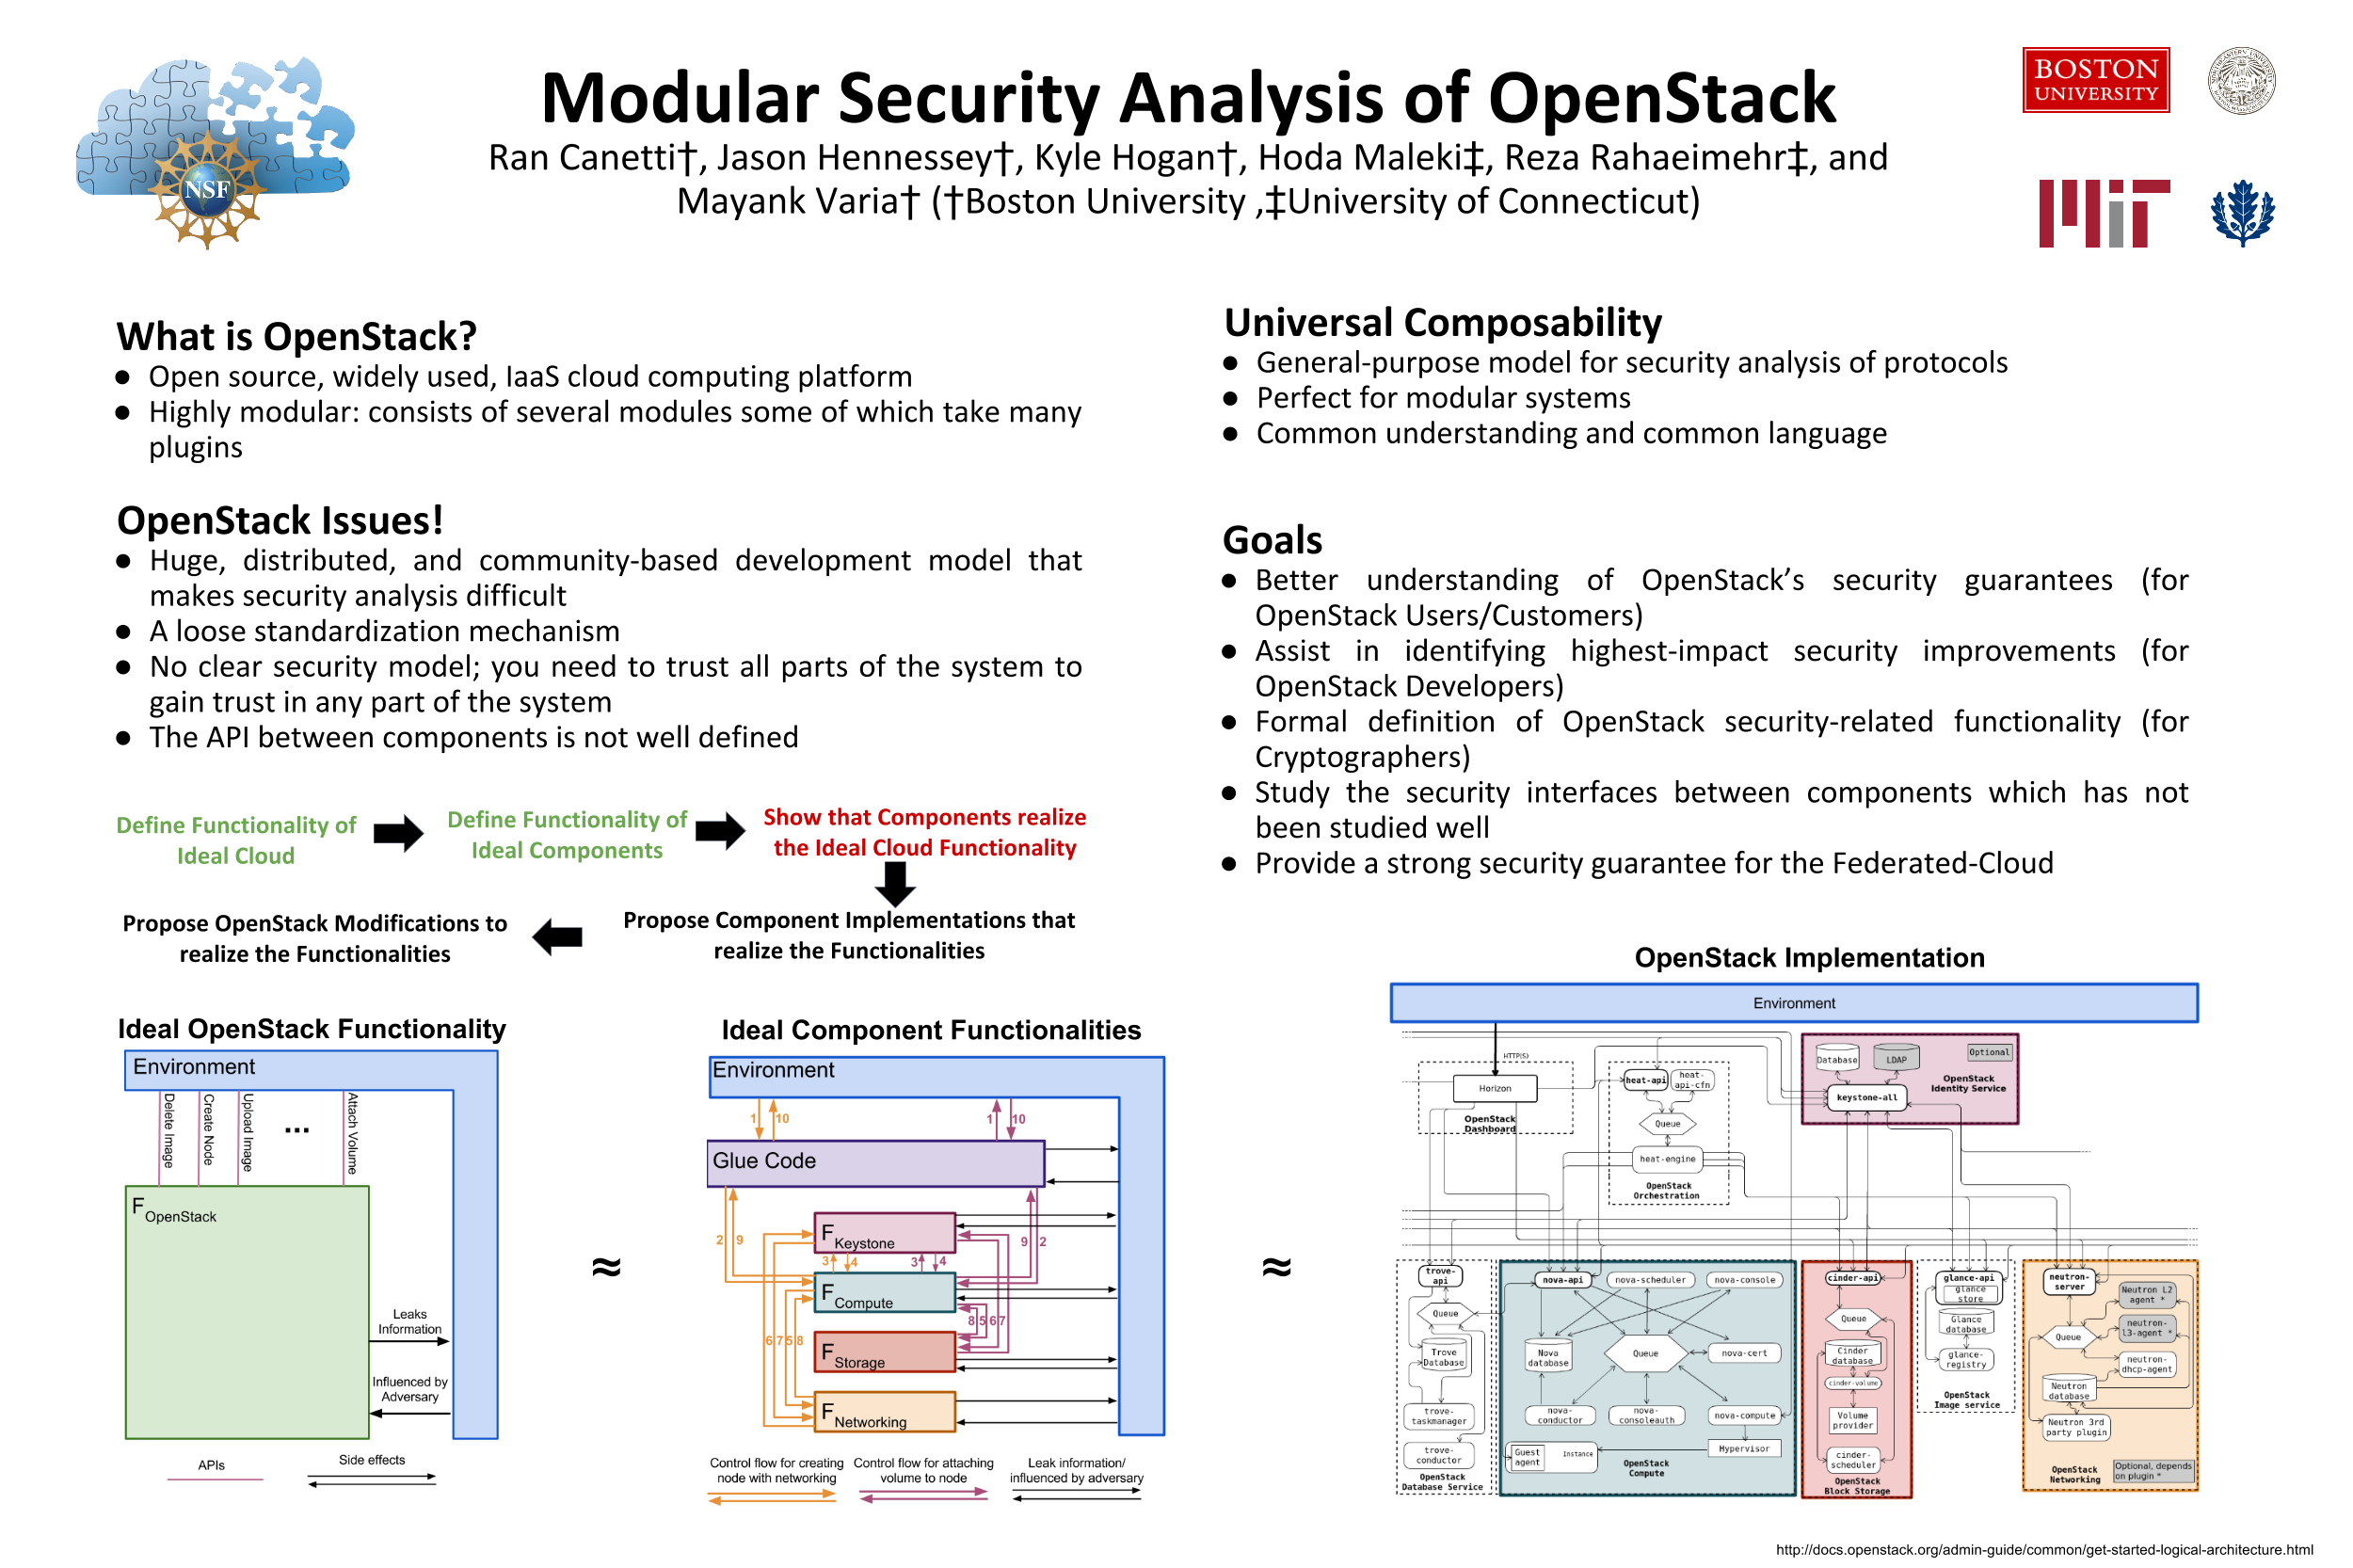 Modular Security Analysis of OpenStack
Ran Canetti†, Jason Hennessey†, Kyle Hogan†, Hoda Maleki‡, Reza Rahaeimehr‡, and
Mayank Varia† (†Boston University ,‡University of Connecticut)
NSF
BOSTON
UNIVERSITY
MIT
What is OpenStack?
● Open source, widely used, IaaS cloud computing platform
● Highly modular: consists of several modules some of which take many
plugins
OpenStack Issues!
● Huge, distributed, and community-based development model that
makes security analysis difficult
● A loose standardization mechanism
● No clear security model; you need to trust all parts of the system to
gain trust in any part of the system
● The API between components is not well defined
Define Functionality of
Ideal Cloud
Define Functionality of
Ideal Components
Show that Components realize
the Ideal Cloud Functionality
Propose Component Implementations that
realize the Functionalities
Propose OpenStack Modifications to
realize the Functionalities
Universal Composability
● General-purpose model for security analysis of protocols
● Perfect for modular systems
● Common understanding and common language
Goals
● Better understanding of OpenStack’s security guarantees (for
OpenStack Users/Customers)
● Assist in identifying highest-impact security improvements (for
OpenStack Developers)
● Formal definition of OpenStack security-related functionality (for
Cryptographers)
● Study the security interfaces between components which has not
been studied well
● Provide a strong security guarantee for the Federated-Cloud
Ideal OpenStack Functionality
Environment
Delete Image
Create Node
Upload Image
...
Attach Volume
F OpenStack
Leaks
Information
Influenced by
Adversary
APIs
Side effects
≈
Ideal Component Functionalities
Environment
1 10
1 10
Glue Code
2 9
9 2
F Keystone
3 4
3 4
F Compute
6 7 5 8
8 5 6 7
F Storage
F Networking
Control flow for creating
node with networking
Control flow for attaching
volume to node
Leak information/
influenced by adversary
≈
OpenStack Implementation
Environment
HTTP(S)
Horizon
OpenStack
Dashboard
heat-api
heat-
api-cfn
Queue
heat-engine
OpenStack
Orchestration
Database
LDAP
Optional
OpenStack
Identity Service
keystone-all
trove-
api
Queue
Trove
Database
trove-
taskmanager
trove-
conductor
OpenStack
Database Service
nova-api
nova-scheduler
nova-console
Nova
database
Queue
nova-cert
nova-
conductor
nova-
consoleauth
nova-compute
Guest
agent
Instance
Hypervisor
OpenStack
Compute
cinder-api
Queue
Cinder
database
cinder-volume
Volume
provider
cinder-
scheduler
OpenStack
Block Storage
glance-api
glance
store
Glance
database
glance-
registry
OpenStack
Image service
neutron-
server
Neutron L2
agent *
neutron-
l3-agent *
Queue
neutron-
dhcp-agent
Neutron
database
Neutron 3rd
party plugin
OpenStack
Networking
Optional, depends
on plugin *
http://docs.openstack.org/admin-guide/common/get-started-logical-architecture.html